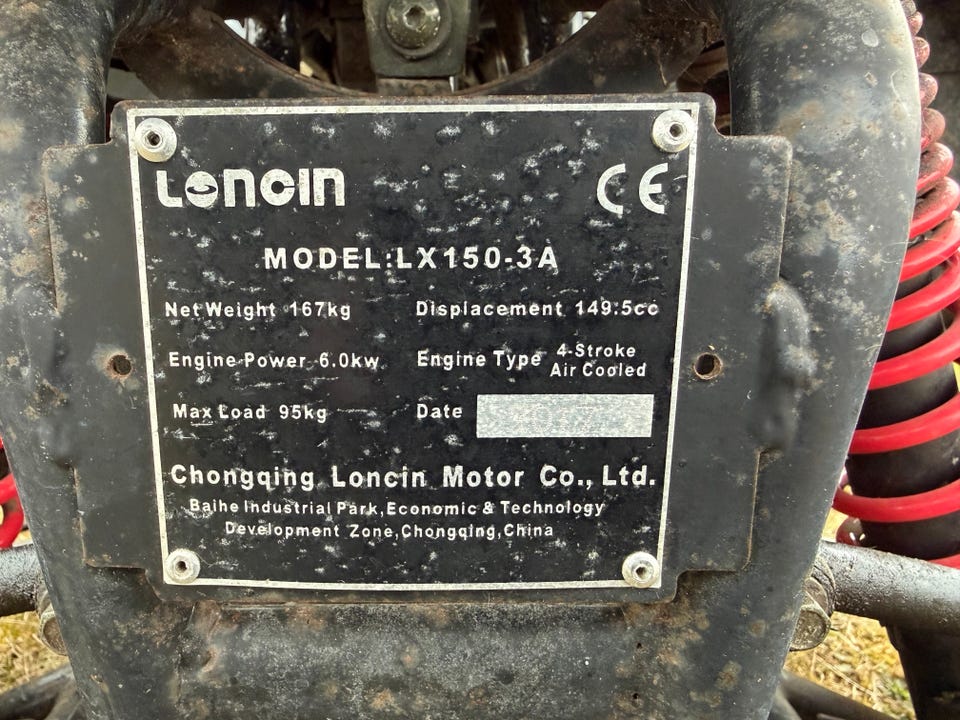 LONCIN
CE
MODEL:LX150-3A
Net Weight 167kg
Displacement 149.5cc
Engine Power 6.0kw
Engine Type 4-Stroke
Air Cooled
Max Load 95kg
Date
Chongqing Loncin Motor Co., Ltd.
Baihe Industrial Park,Economic & Technology
Development Zone,Chongqing,China